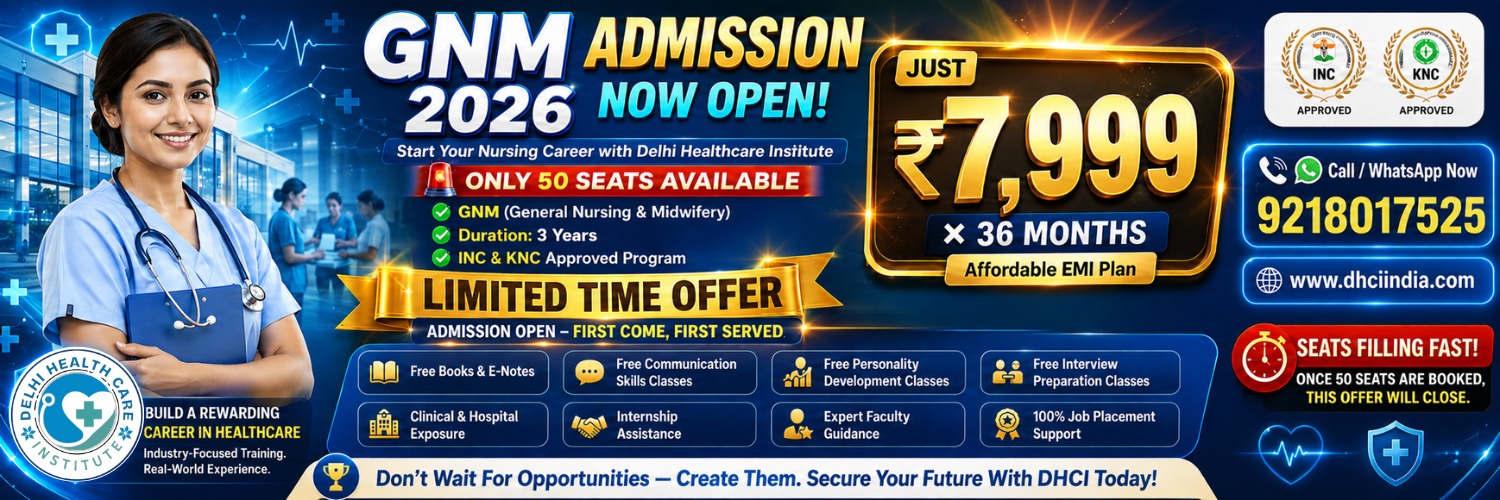 GNM
2026
ADMISSION
NOW OPEN!
Start Your Nursing Career with Delhi Healthcare Institute
ONLY 50 SEATS AVAILABLE
GNM (General Nursing & Midwifery)
Duration: 3 Years
INC & KNC Approved Program
LIMITED TIME OFFER
ADMISSION OPEN – FIRST COME, FIRST SERVED
JUST
₹7,999
× 36 MONTHS
Affordable EMI Plan
INC
APPROVED
KNC
APPROVED
Call / WhatsApp Now
9218017525
www.dhciindia.com
SEATS FILLING FAST!
ONCE 50 SEATS ARE BOOKED,
THIS OFFER WILL CLOSE.
Free Books & E-Notes
Free Communication
Skills Classes
Free Personality
Development Classes
Free Interview
Preparation Classes
Clinical & Hospital
Exposure
Internship
Assistance
Expert Faculty
Guidance
100% Job Placement
Support
DELHI HEALTH CARE
INSTITUTE
BUILD A REWARDING
CAREER IN HEALTHCARE
Industry-Focused Training.
Real-World Experience.
Don't Wait For Opportunities — Create Them. Secure Your Future With DHCI Today!